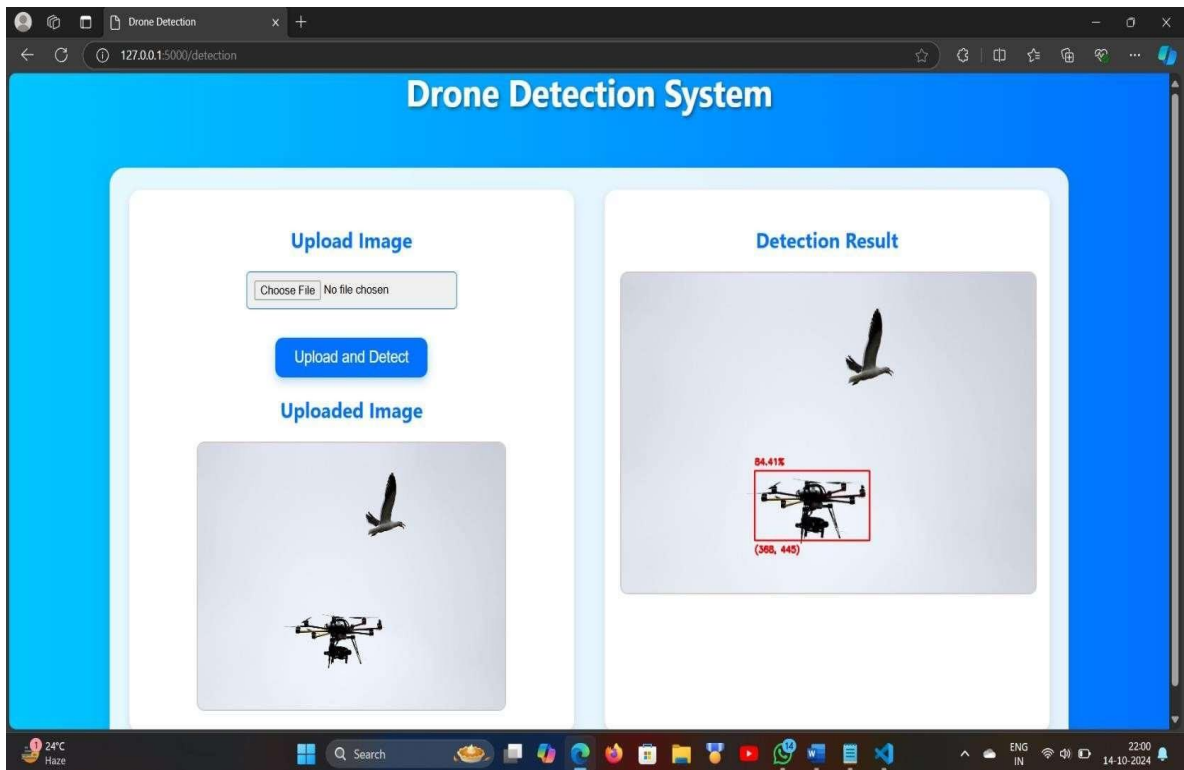 Drone Detection
127.0.0.1:5000/detection
Drone Detection System
Upload Image
Choose File No file chosen
Upload and Detect
Uploaded Image
Detection Result
84.41%
(368, 445)
1
24°C
Haze
Search
14
ENG
IN
22:00
14-10-2024